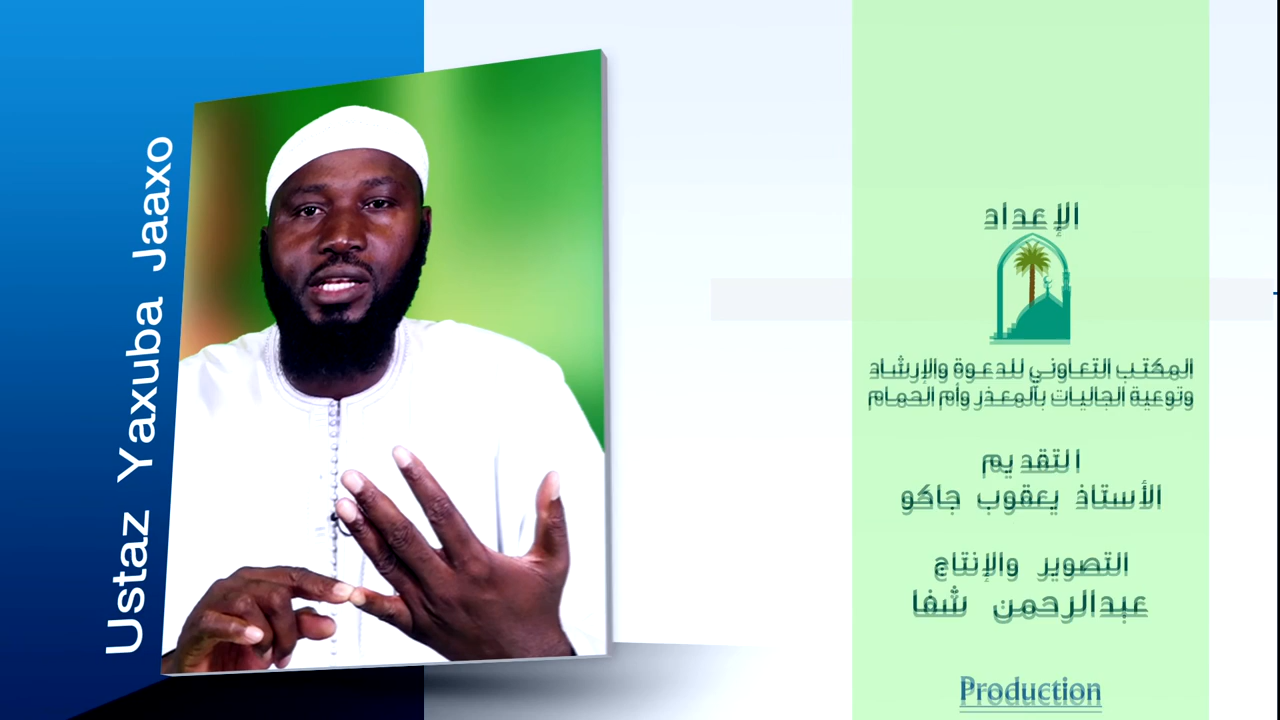 Ustaz Yaxuba Jaaxo
الإعداد
المكتب التعاوني للدعوة والإرشاد
وتوعية الجاليات بالمعذر وأم الحمام
التقديم
الأستاذ يعقوب جاكو
التصوير والإنتاج
عبدالرحمن شفا
Production